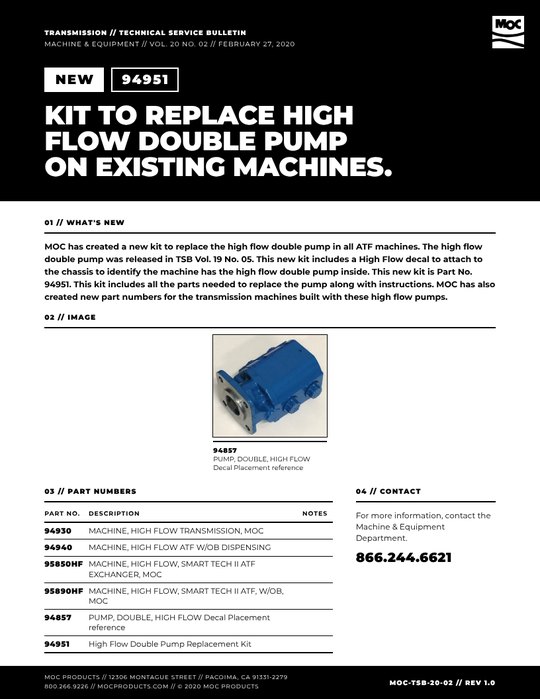 TRANSMISSION // TECHNICAL SERVICE BULLETIN
MACHINE & EQUIPMENT // VOL. 20 NO. 02 // FEBRUARY 27, 2020
MOC
NEW 94951
KIT TO REPLACE HIGH
FLOW DOUBLE PUMP
ON EXISTING MACHINES.
01 // WHAT'S NEW
MOC has created a new kit to replace the high flow double pump in all ATF machines. The high flow
double pump was released in TSB Vol. 19 No. 05. This new kit includes a High Flow decal to attach to
the chassis to identify the machine has the high flow double pump inside. This new kit is Part No.
94951. This kit includes all the parts needed to replace the pump along with instructions. MOC has also
created new part numbers for the transmission machines built with these high flow pumps.
02 // IMAGE
94857
PUMP, DOUBLE, HIGH FLOW
Decal Placement reference
03 // PART NUMBERS
PART NO. DESCRIPTION NOTES
94930 MACHINE, HIGH FLOW TRANSMISSION, MOC
94940 MACHINE, HIGH FLOW ATF W/OB DISPENSING
95850HF MACHINE, HIGH FLOW, SMART TECH II ATF
EXCHANGER, MOC
95890HF MACHINE, HIGH FLOW, SMART TECH II ATF, W/OB,
MOC
94857 PUMP, DOUBLE, HIGH FLOW Decal Placement
reference
94951 High Flow Double Pump Replacement Kit
04 // CONTACT
For more information, contact the
Machine & Equipment
Department.
866.244.6621
MOC PRODUCTS // 12306 MONTAGUE STREET // PACOIMA, CA 91331-2279
800.266.9226 // MOCPRODUCTS.COM // © 2020 MOC PRODUCTS
MOC-TSB-20-02 // REV 1.0